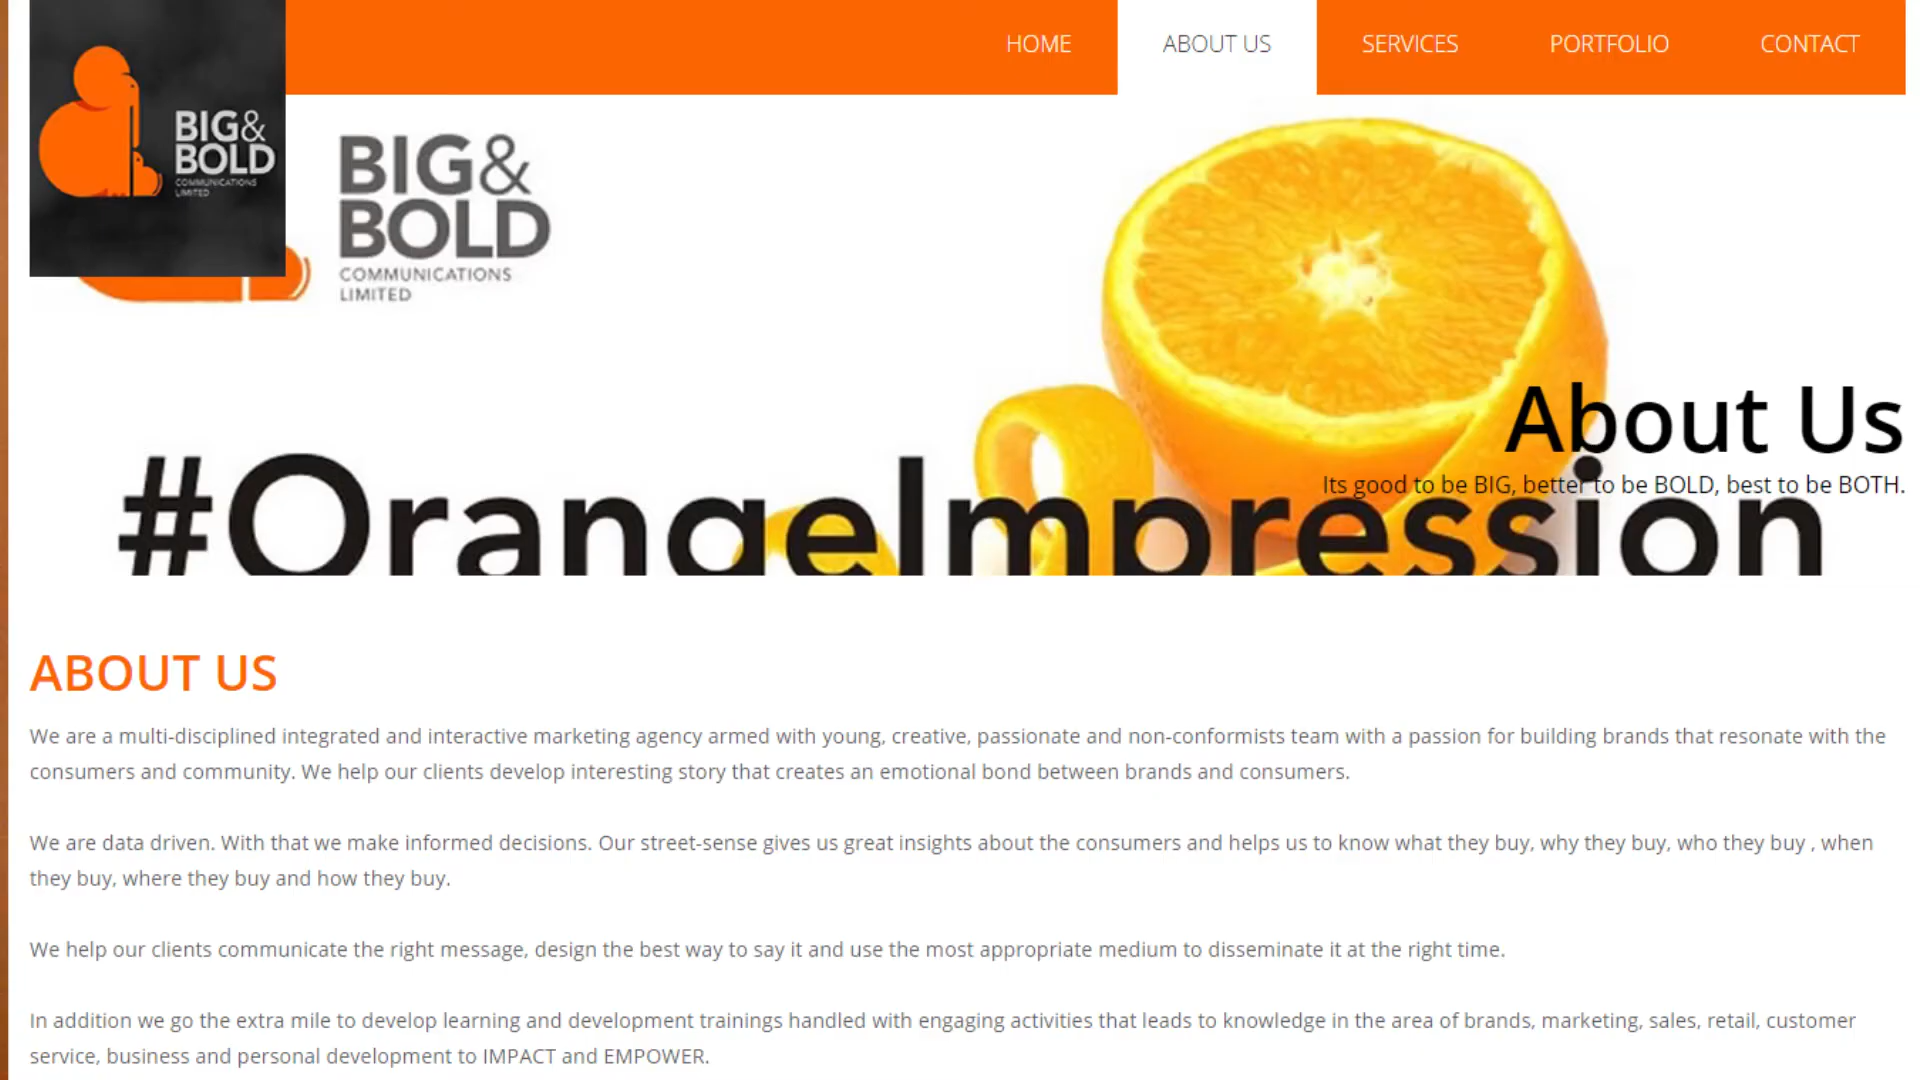 HOME
ABOUT US
SERVICES
PORTFOLIO
CONTACT
BIG&
BOLD
COMMUNICATIONS
LIMITED
BIG&
BOLD
COMMUNICATIONS
LIMITED
About Us
Its good to be BIG, better to be BOLD, best to be BOTH.
#OrangeImpression
ABOUT US
We are a multi-disciplined integrated and interactive marketing agency armed with young, creative, passionate and non-conformists team with a passion for building brands that resonate with the
consumers and community. We help our clients develop interesting story that creates an emotional bond between brands and consumers.
We are data driven. With that we make informed decisions. Our street-sense gives us great insights about the consumers and helps us to know what they buy, why they buy, who they buy , when
they buy, where they buy and how they buy.
We help our clients communicate the right message, design the best way to say it and use the most appropriate medium to disseminate it at the right time.
In addition we go the extra mile to develop learning and development trainings handled with engaging activities that leads to knowledge in the area of brands, marketing, sales, retail, customer
service, business and personal development to IMPACT and EMPOWER.